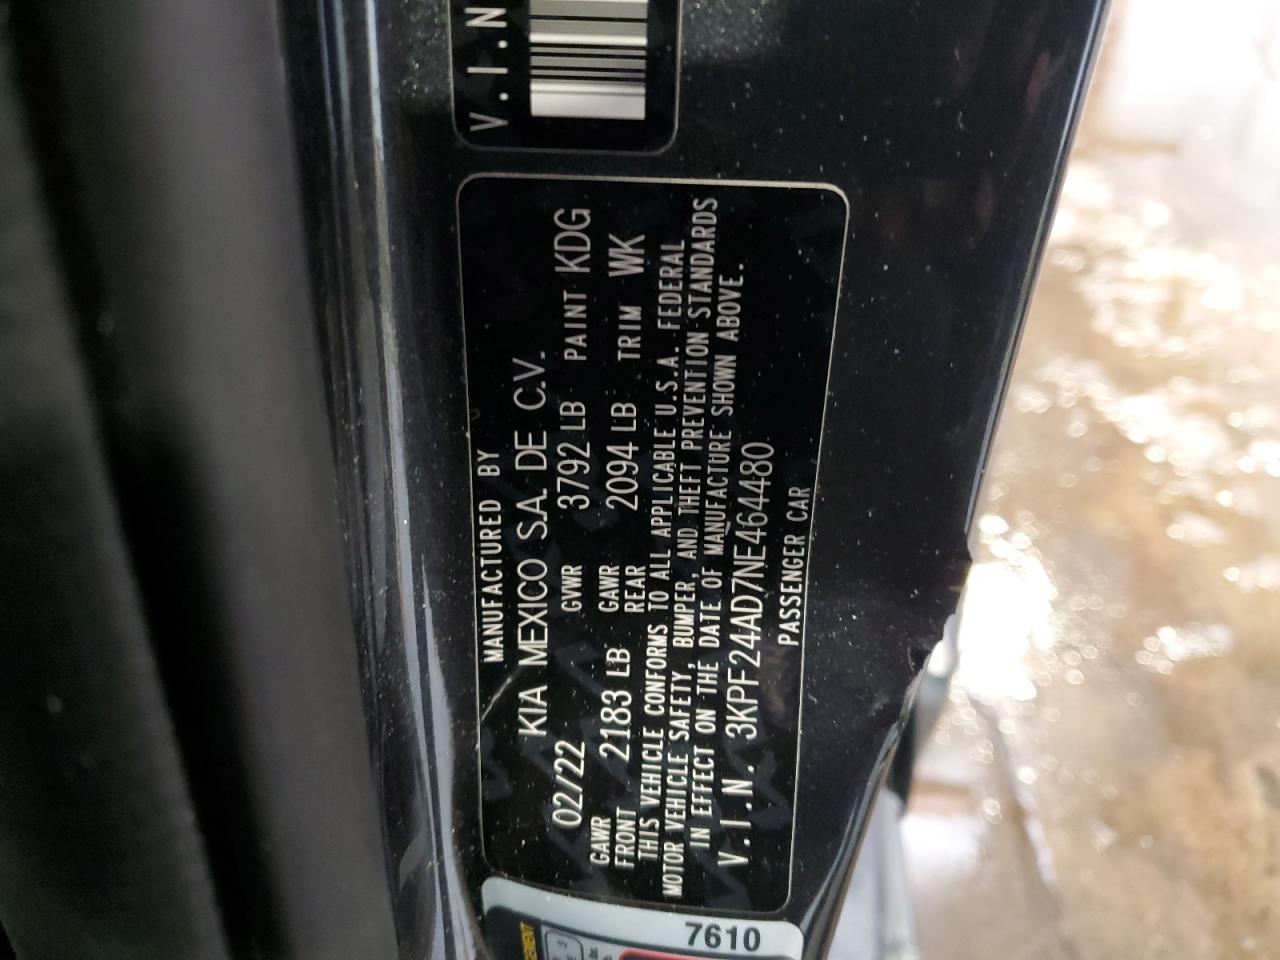 V.I.N
MANUFACTURED BY
KIA MEXICO S.A. DE C.V.
02/22 GVWR 3792 LB PAINT KDG
GAWR FRONT 2183 LB GAWR REAR 2094 LB TRIM WK
THIS VEHICLE CONFORMS TO ALL APPLICABLE U.S.A. FEDERAL
MOTOR VEHICLE SAFETY, BUMPER, AND THEFT PREVENTION STANDARDS
IN EFFECT ON THE DATE OF MANUFACTURE SHOWN ABOVE.
V.I.N. 3KPF24AD7NE464480
PASSENGER CAR
7610